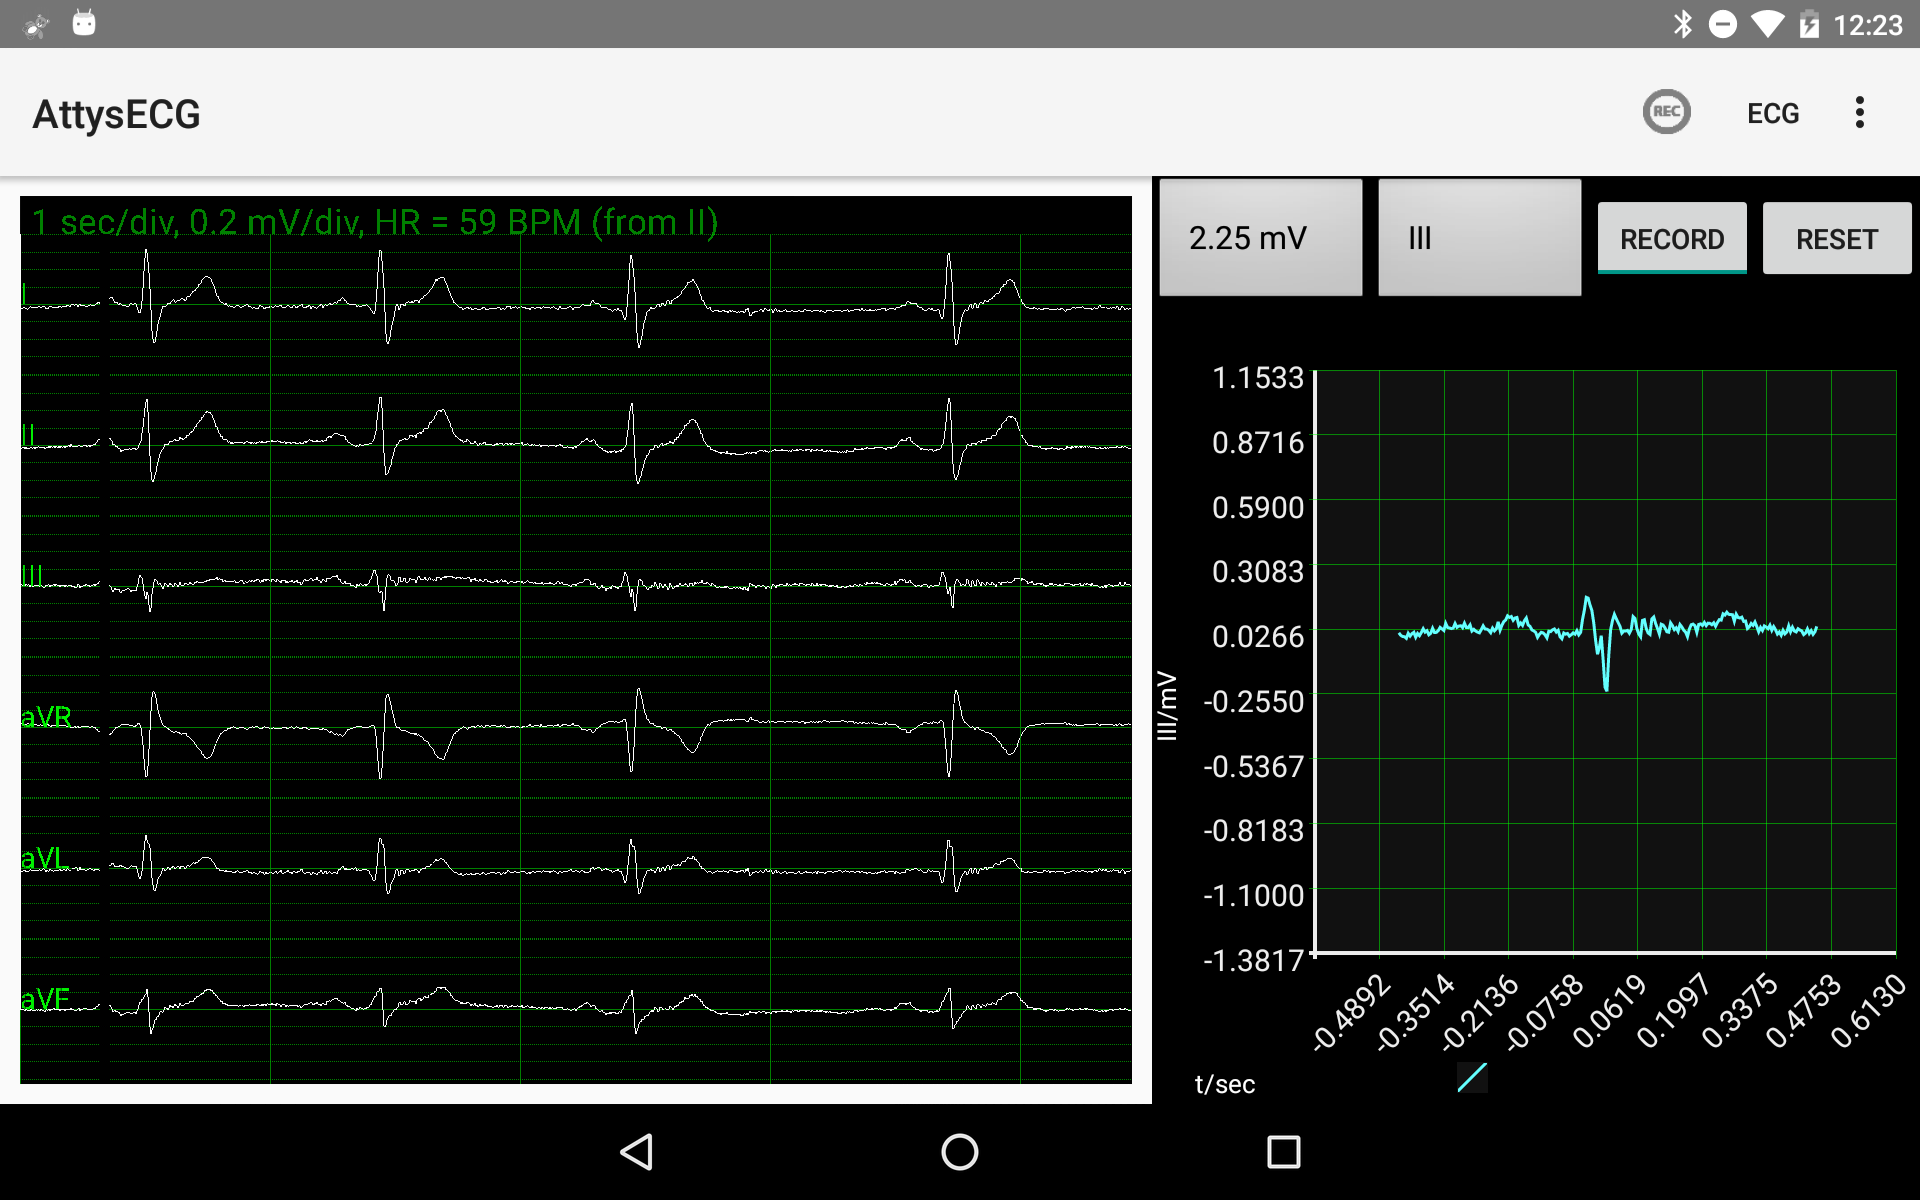 12:23
AttysECG
REC
ECG
1 sec/div, 0.2 mV/div, HR = 59 BPM (from II)
I
II
III
aVR
aVL
aVF
2.25 mV
III
RECORD
RESET
1.1533
0.8716
0.5900
0.3083
0.0266
-0.2550
-0.5367
-0.8183
-1.1000
-1.3817
III/mV
-0.4892
-0.3514
-0.2136
-0.0758
0.0619
0.1997
0.3375
0.4753
0.6130
t/sec